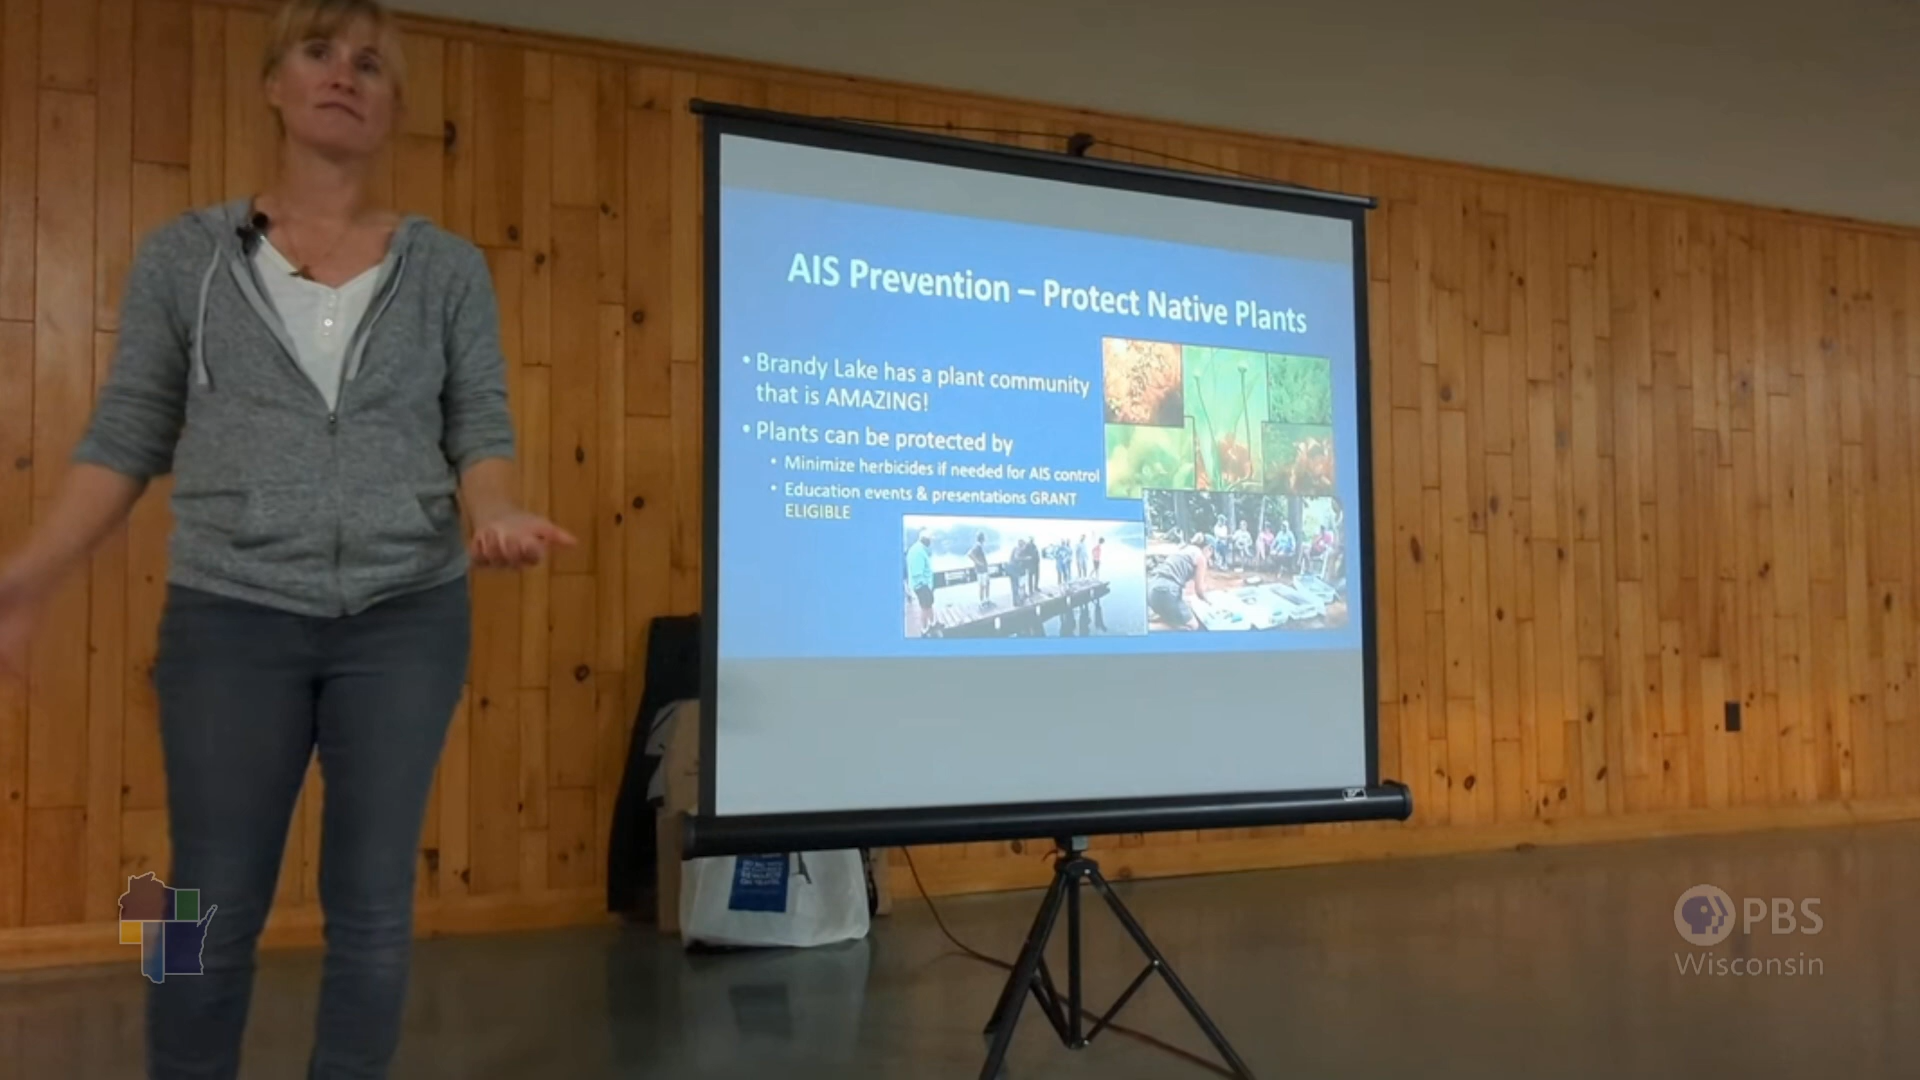 AIS Prevention – Protect Native Plants
• Brandy Lake has a plant community
that is AMAZING!
• Plants can be protected by
• Minimize herbicides if needed for AIS control
• Education events & presentations GRANT
ELIGIBLE
PBS
Wisconsin